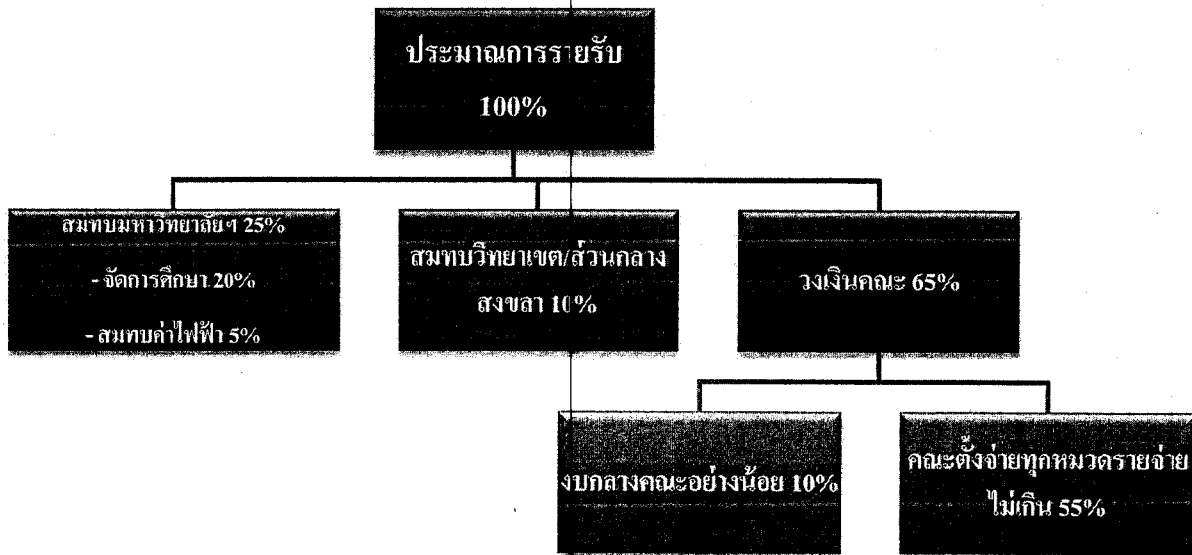 ประมาณการรายรับ
100%
สมทบมหาวิทยาลัยฯ 25%
- จัดการศึกษา 20%
- สมทบค่าไฟฟ้า 5%
สมทบวิทยาเขต/ส่วนกลาง
สงขลา 10%
วงเงินคณะ 65%
งบกลางคณะอย่างน้อย 10%
คณะตั้งจ่ายทุกหมวดรายจ่าย
ไม่เกิน 55%